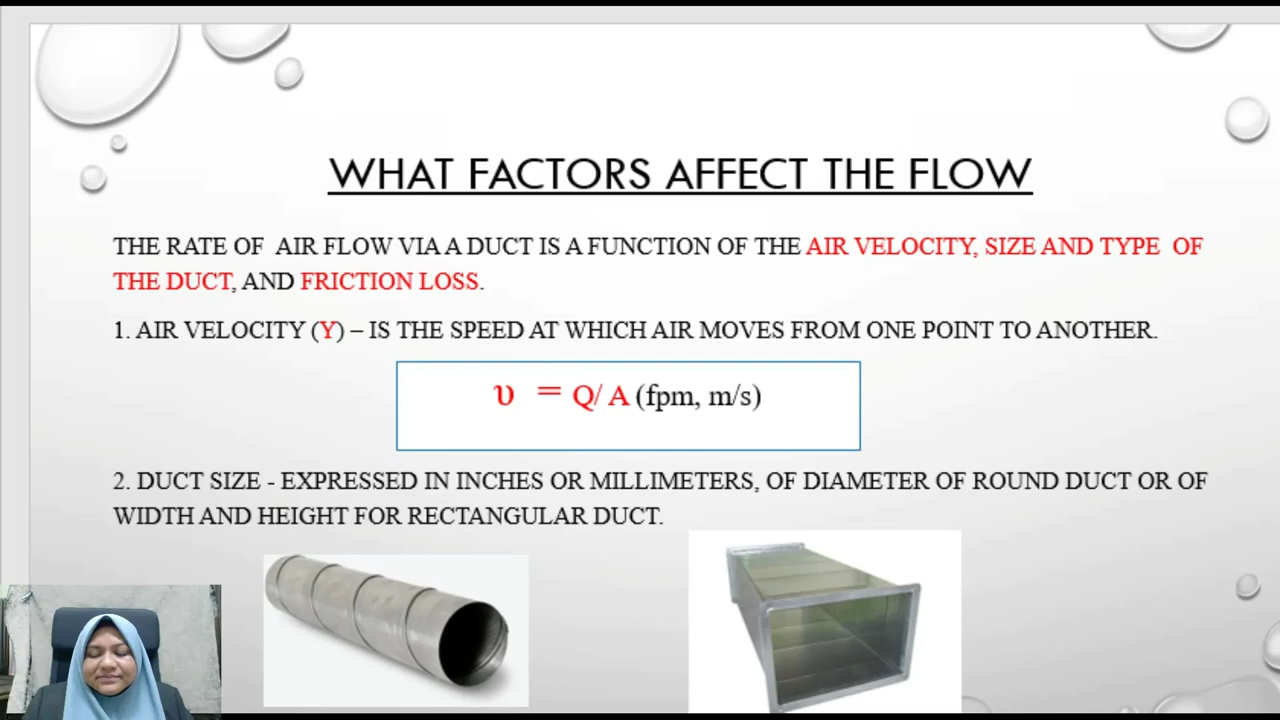 WHAT FACTORS AFFECT THE FLOW
THE RATE OF AIR FLOW VIA A DUCT IS A FUNCTION OF THE AIR VELOCITY, SIZE AND TYPE OF
THE DUCT, AND FRICTION LOSS.
1. AIR VELOCITY (Y) – IS THE SPEED AT WHICH AIR MOVES FROM ONE POINT TO ANOTHER.
υ = Q/ A (fpm, m/s)
2. DUCT SIZE - EXPRESSED IN INCHES OR MILLIMETERS, OF DIAMETER OF ROUND DUCT OR OF
WIDTH AND HEIGHT FOR RECTANGULAR DUCT.